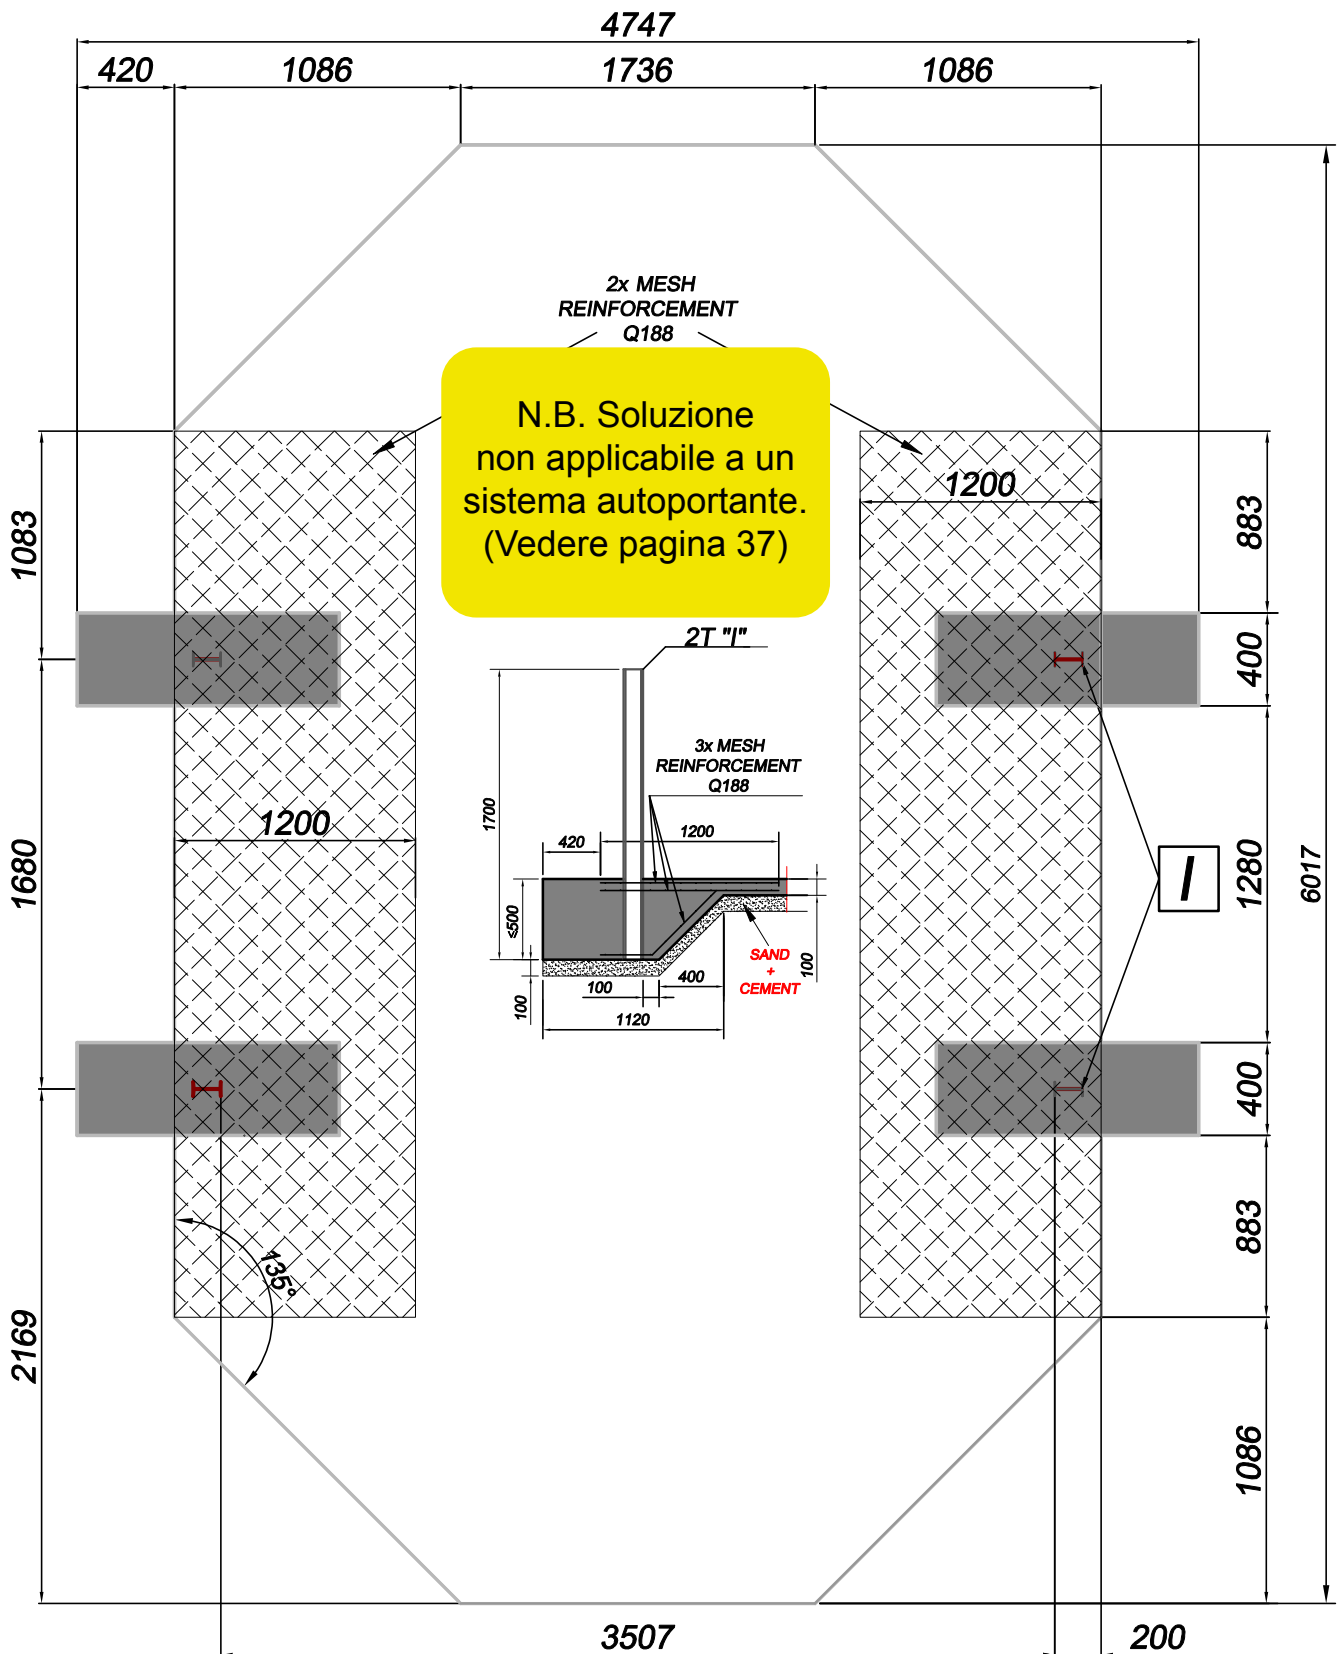 4747
420
1086
1736
1086
2x MESH
REINFORCEMENT
Q188
N.B. Soluzione
non applicabile a un
sistema autoportante.
(Vedere pagina 37)
1200
1083
883
2T "I"
400
3x MESH
REINFORCEMENT
Q188
1700
1200
420
1200
1680
≤500
I
1280
6017
SAND
+
CEMENT
100
400
100
100
1120
400
883
135°
2169
1086
3507
200